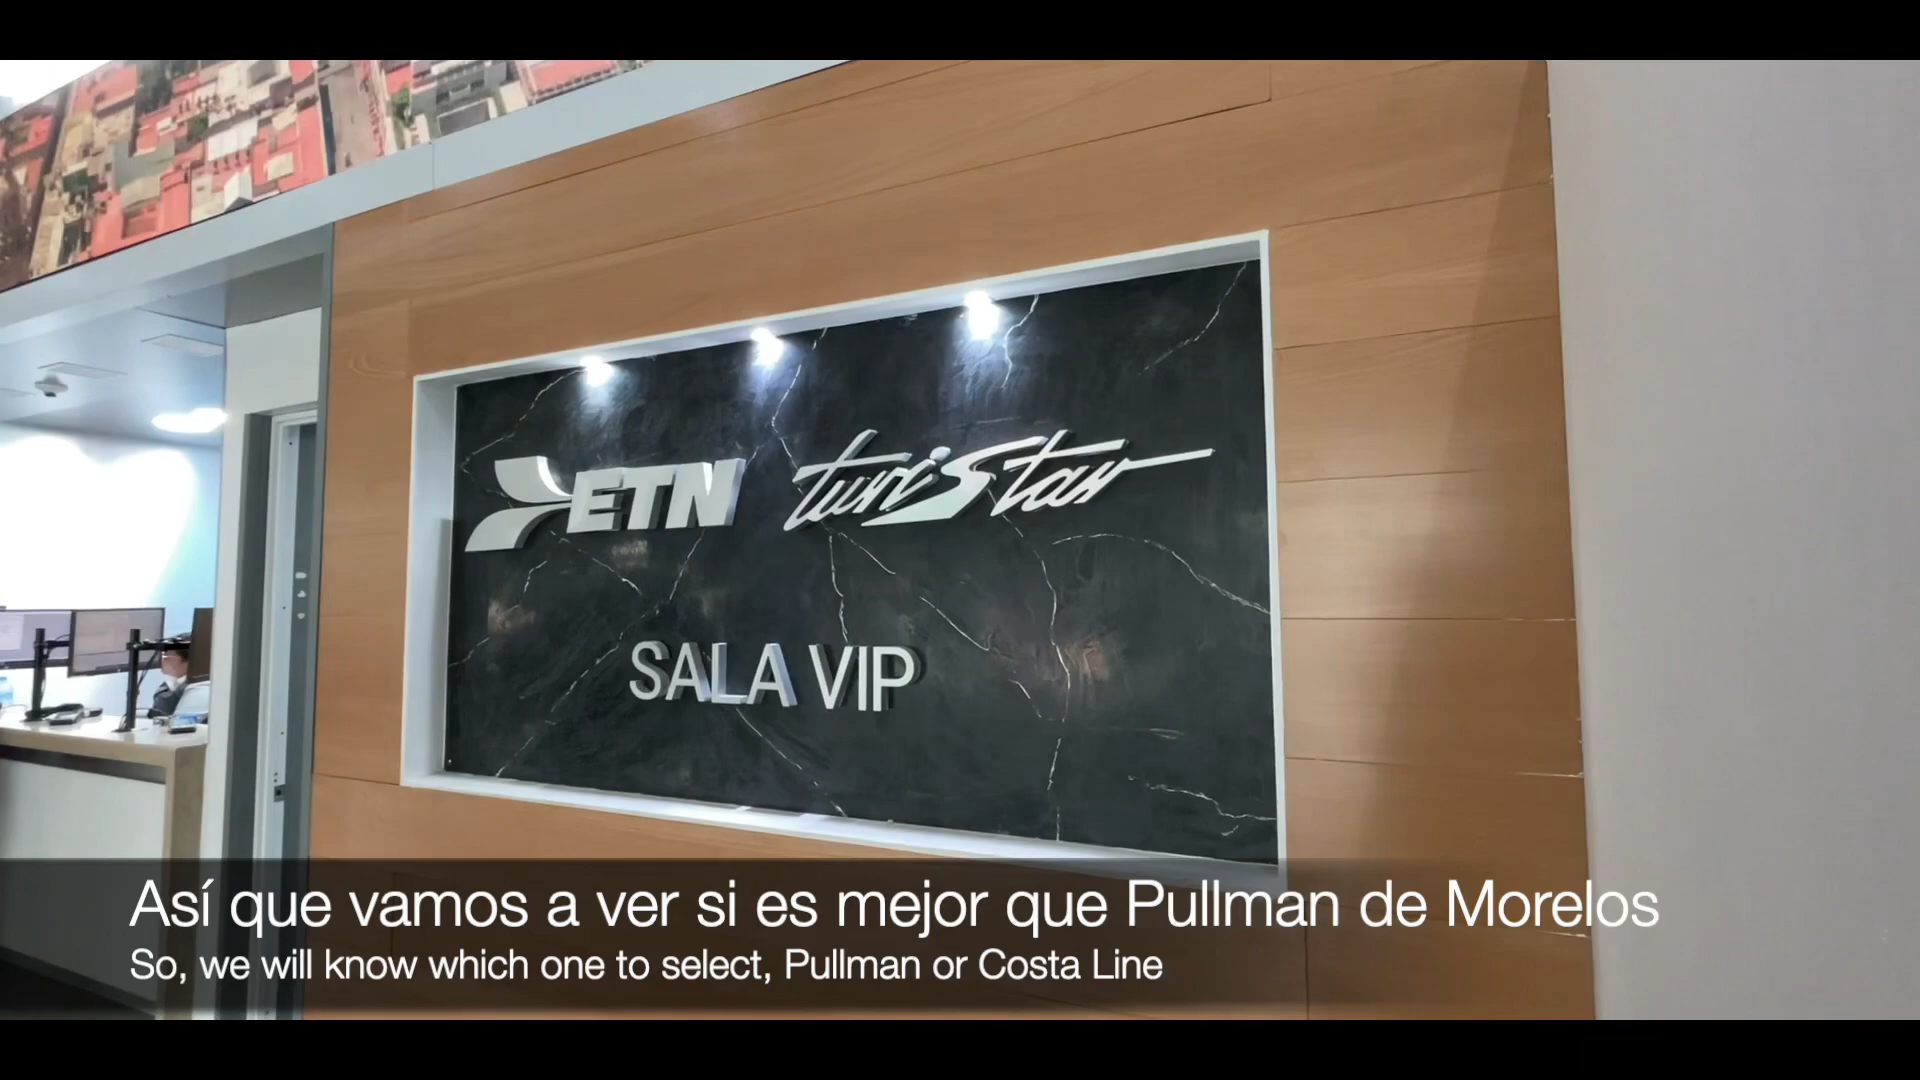 ETN turistar
SALA VIP
Así que vamos a ver si es mejor que Pullman de Morelos
So, we will know which one to select, Pullman or Costa Line